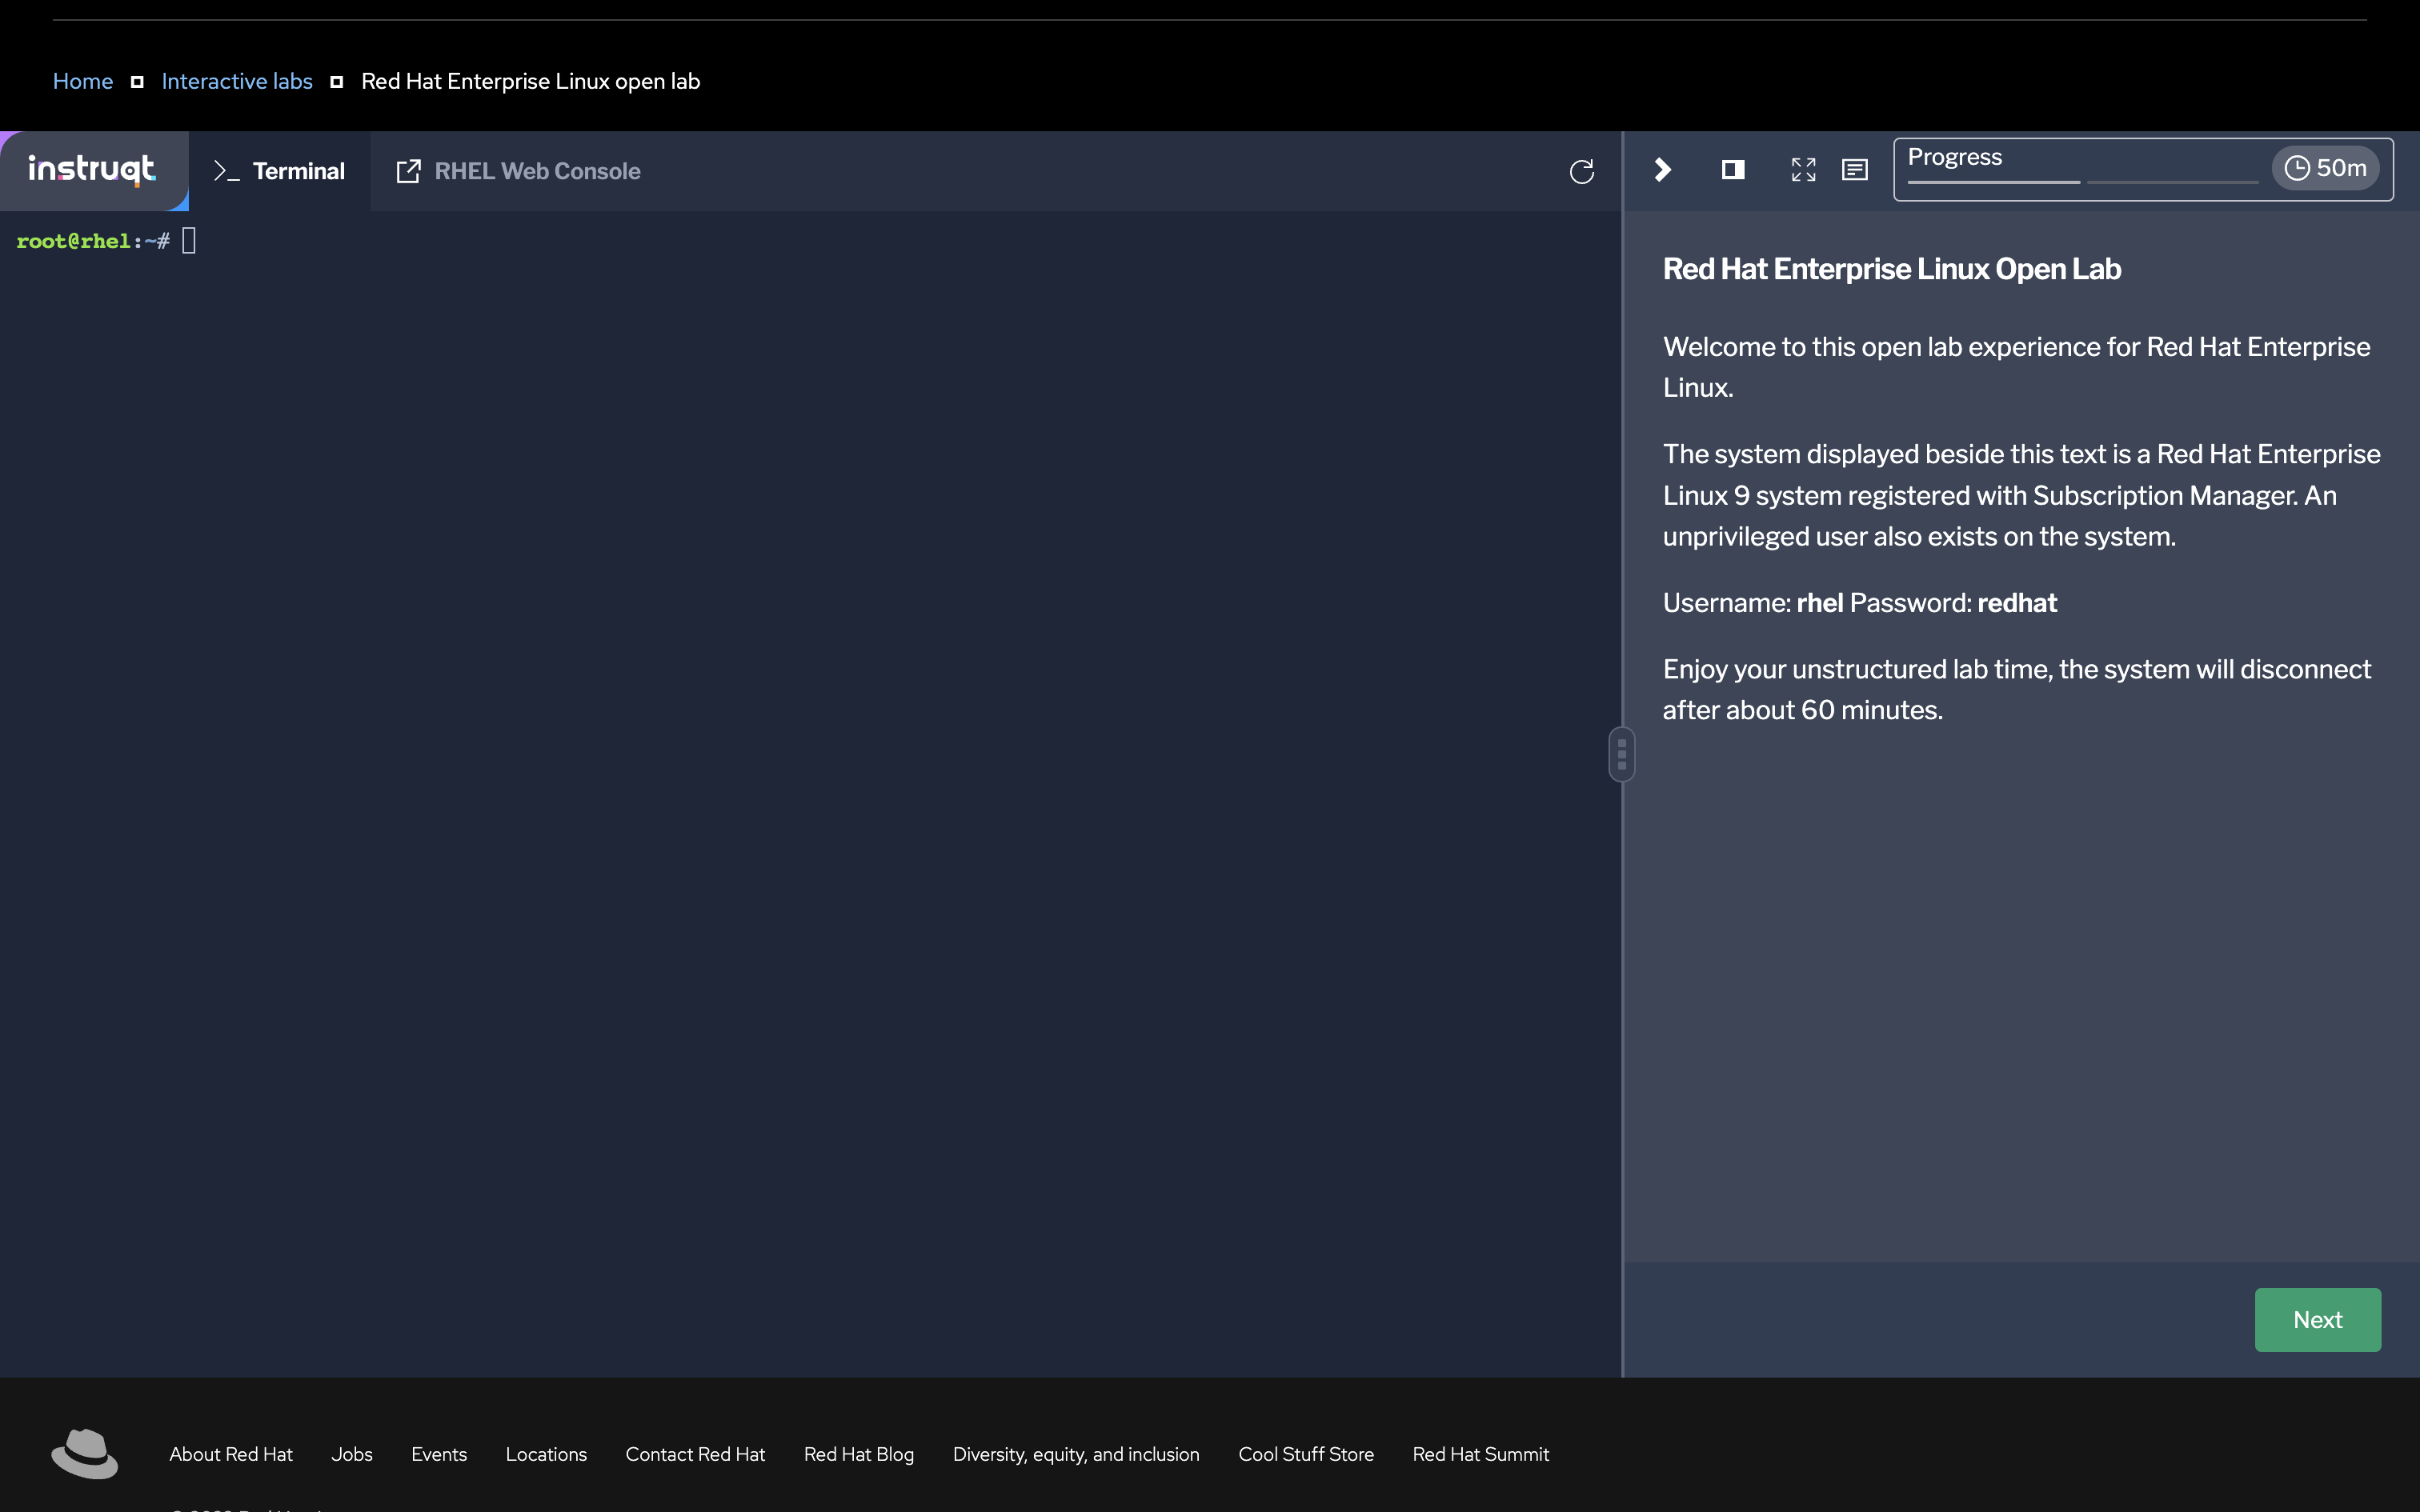 Home Interactive labs Red Hat Enterprise Linux open lab
instruqt
>_ Terminal
RHEL Web Console
Progress
50m
root@rhel:~#
Red Hat Enterprise Linux Open Lab
Welcome to this open lab experience for Red Hat Enterprise
Linux.
The system displayed beside this text is a Red Hat Enterprise
Linux 9 system registered with Subscription Manager. An
unprivileged user also exists on the system.
Username: rhel Password: redhat
Enjoy your unstructured lab time, the system will disconnect
after about 60 minutes.
Next
About Red Hat Jobs Events Locations Contact Red Hat Red Hat Blog Diversity, equity, and inclusion Cool Stuff Store Red Hat Summit